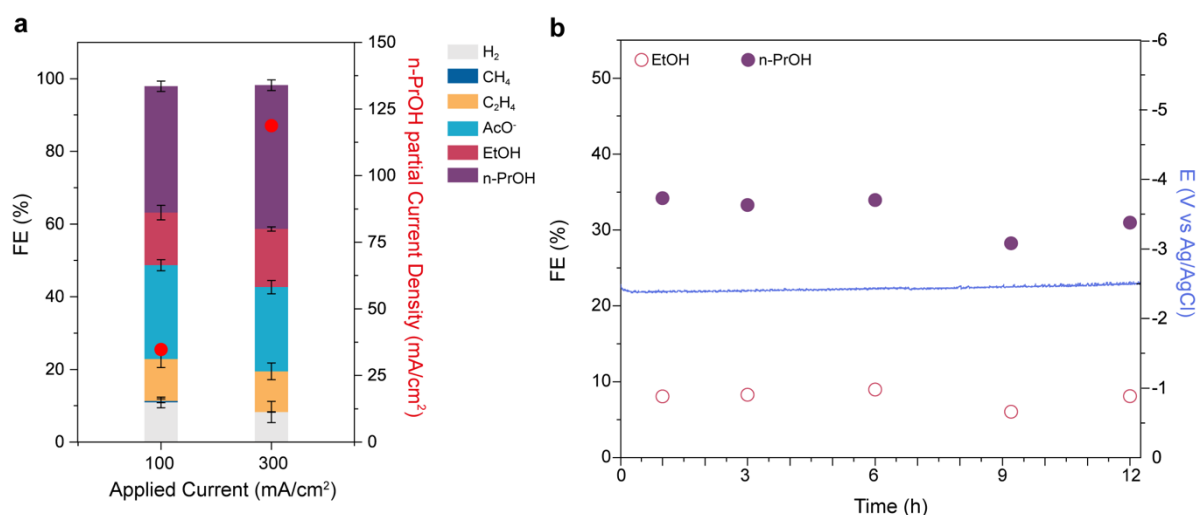 a
FE (%)
100
80
60
40
20
0
100
300
Applied Current (mA/cm²)
150
125
100
75
50
25
0
n-PrOH partial Current Density (mA/cm²)
H₂
CH₄
C₂H₄
AcO⁻
EtOH
n-PrOH
b
EtOH
n-PrOH
FE (%)
50
40
30
20
10
0
0
3
6
9
12
Time (h)
-6
-5
-4
-3
-2
-1
-0
E (V vs Ag/AgCl)